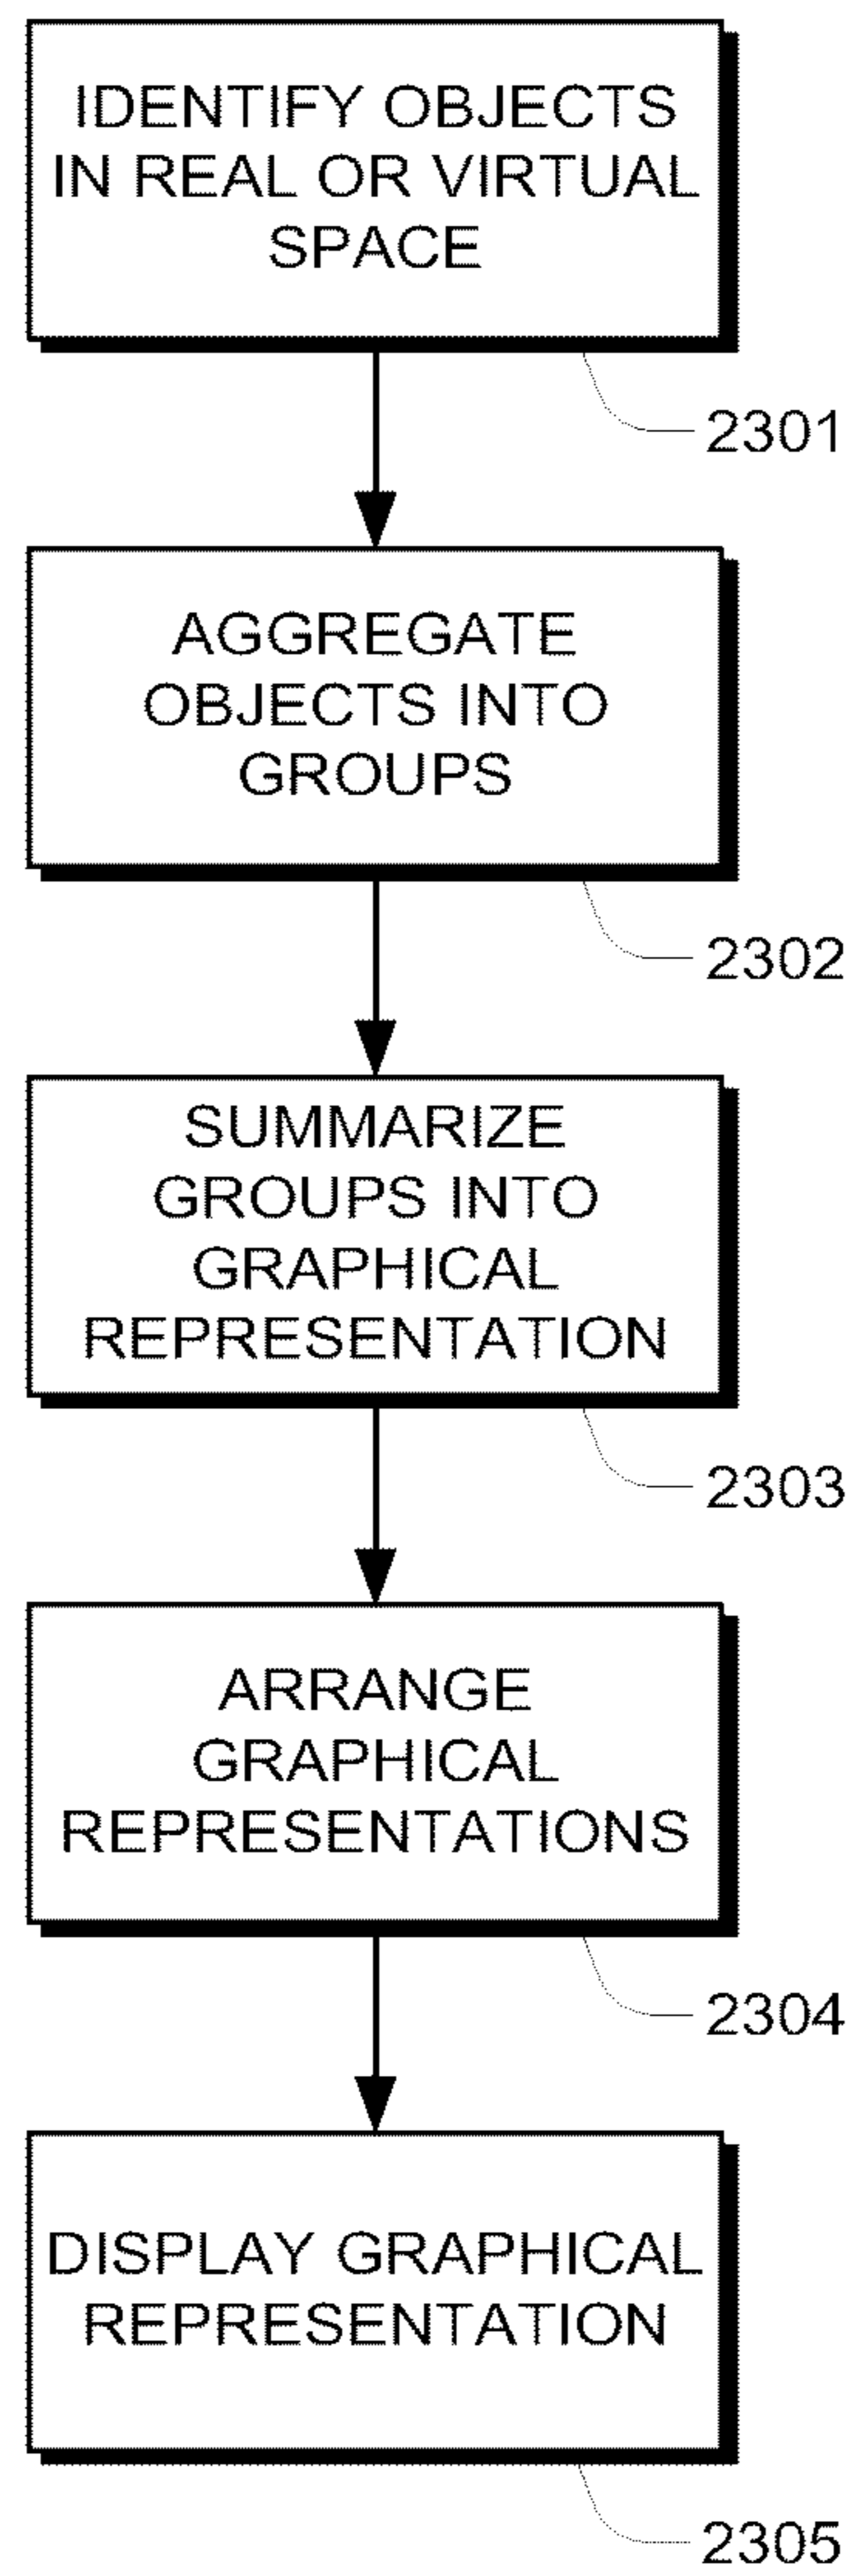 IDENTIFY OBJECTS
IN REAL OR VIRTUAL
SPACE
2301
AGGREGATE
OBJECTS INTO
GROUPS
2302
SUMMARIZE
GROUPS INTO
GRAPHICAL
REPRESENTATION
2303
ARRANGE
GRAPHICAL
REPRESENTATIONS
2304
DISPLAY GRAPHICAL
REPRESENTATION
2305